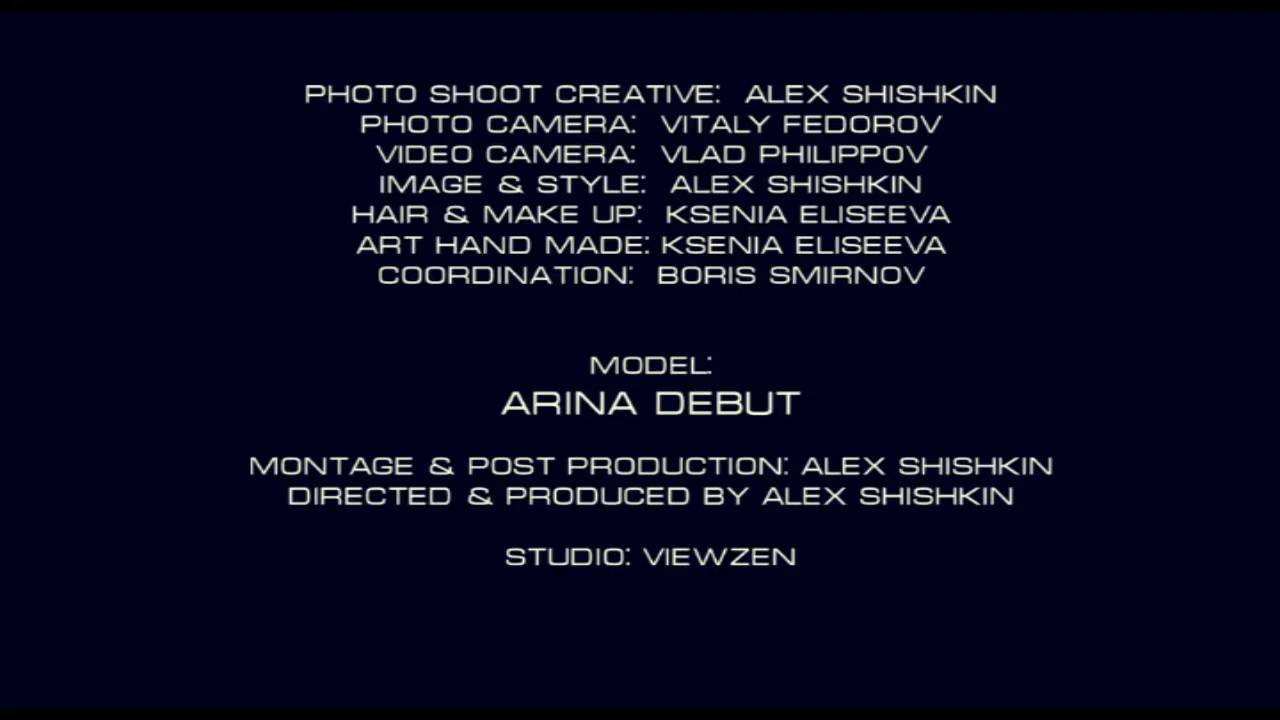 PHOTO SHOOT CREATIVE: ALEX SHISHKIN
PHOTO CAMERA: VITALY FEDOROV
VIDEO CAMERA: VLAD PHILIPPOV
IMAGE & STYLE: ALEX SHISHKIN
HAIR & MAKE UP: KSENIA ELISEEVA
ART HAND MADE: KSENIA ELISEEVA
COORDINATION: BORIS SMIRNOV
MODEL:
ARINA DEBUT
MONTAGE & POST PRODUCTION: ALEX SHISHKIN
DIRECTED & PRODUCED BY ALEX SHISHKIN
STUDIO: VIEWZEN